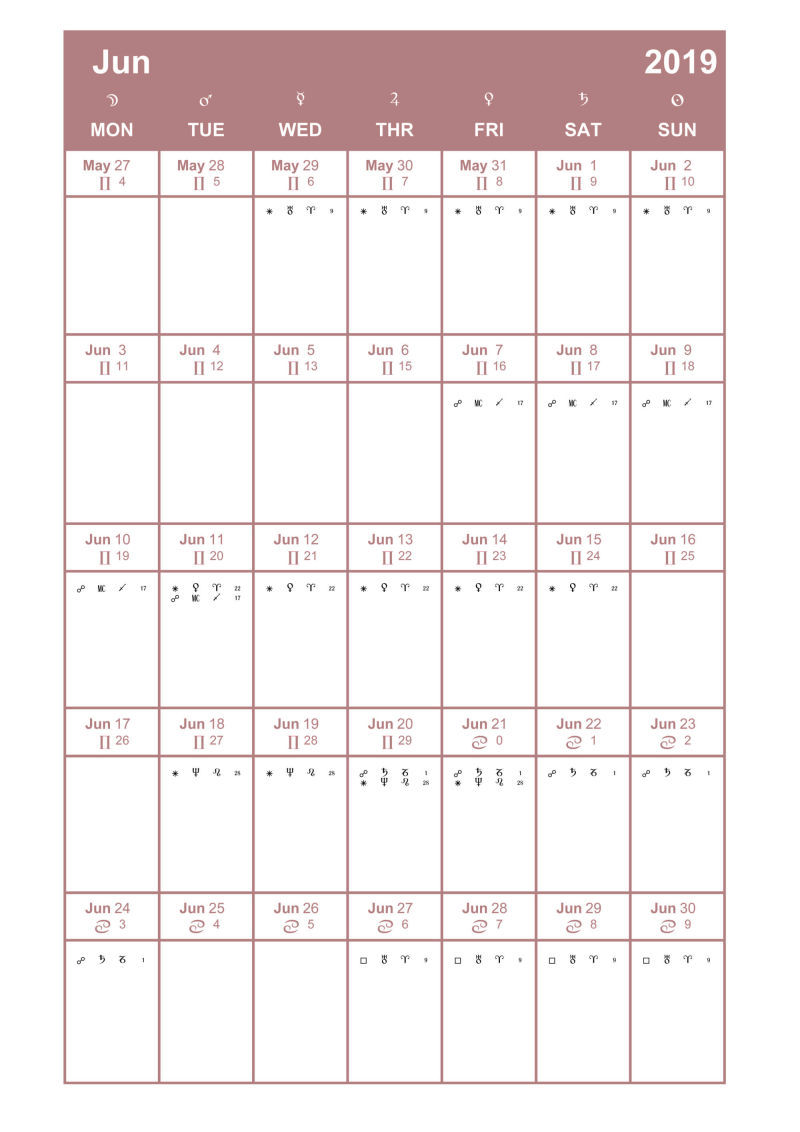 Jun 2019
☽ ♂ ☿ ♃ ♀ ♄ ☉
MON TUE WED THR FRI SAT SUN
May 27 May 28 May 29 May 30 May 31 Jun 1 Jun 2
♊ 4 ♊ 5 ♊ 6 ♊ 7 ♊ 8 ♊ 9 ♊ 10
⚹ ♅ ♈ 9 ⚹ ♅ ♈ 9 ⚹ ♅ ♈ 9 ⚹ ♅ ♈ 9 ⚹ ♅ ♈ 9
Jun 3 Jun 4 Jun 5 Jun 6 Jun 7 Jun 8 Jun 9
♊ 11 ♊ 12 ♊ 13 ♊ 15 ♊ 16 ♊ 17 ♊ 18
☍ MC ♐ 17 ☍ MC ♐ 17 ☍ MC ♐ 17
Jun 10 Jun 11 Jun 12 Jun 13 Jun 14 Jun 15 Jun 16
♊ 19 ♊ 20 ♊ 21 ♊ 22 ♊ 23 ♊ 24 ♊ 25
☍ MC ♐ 17 ⚹ ♀ ♈ 22 ⚹ ♀ ♈ 22 ⚹ ♀ ♈ 22 ⚹ ♀ ♈ 22 ⚹ ♀ ♈ 22
☍ MC ♐ 17
Jun 17 Jun 18 Jun 19 Jun 20 Jun 21 Jun 22 Jun 23
♊ 26 ♊ 27 ♊ 28 ♊ 29 ♋ 0 ♋ 1 ♋ 2
⚹ ♆ ♌ 28 ⚹ ♆ ♌ 28 ☍ ♄ ♉ 1 ☍ ♄ ♉ 1 ☍ ♄ ♉ 1 ☍ ♄ ♉ 1
⚹ ♆ ♌ 28 ⚹ ♆ ♌ 28
Jun 24 Jun 25 Jun 26 Jun 27 Jun 28 Jun 29 Jun 30
♋ 3 ♋ 4 ♋ 5 ♋ 6 ♋ 7 ♋ 8 ♋ 9
☍ ♄ ♉ 1 □ ♅ ♈ 9 □ ♅ ♈ 9 □ ♅ ♈ 9 □ ♅ ♈ 9